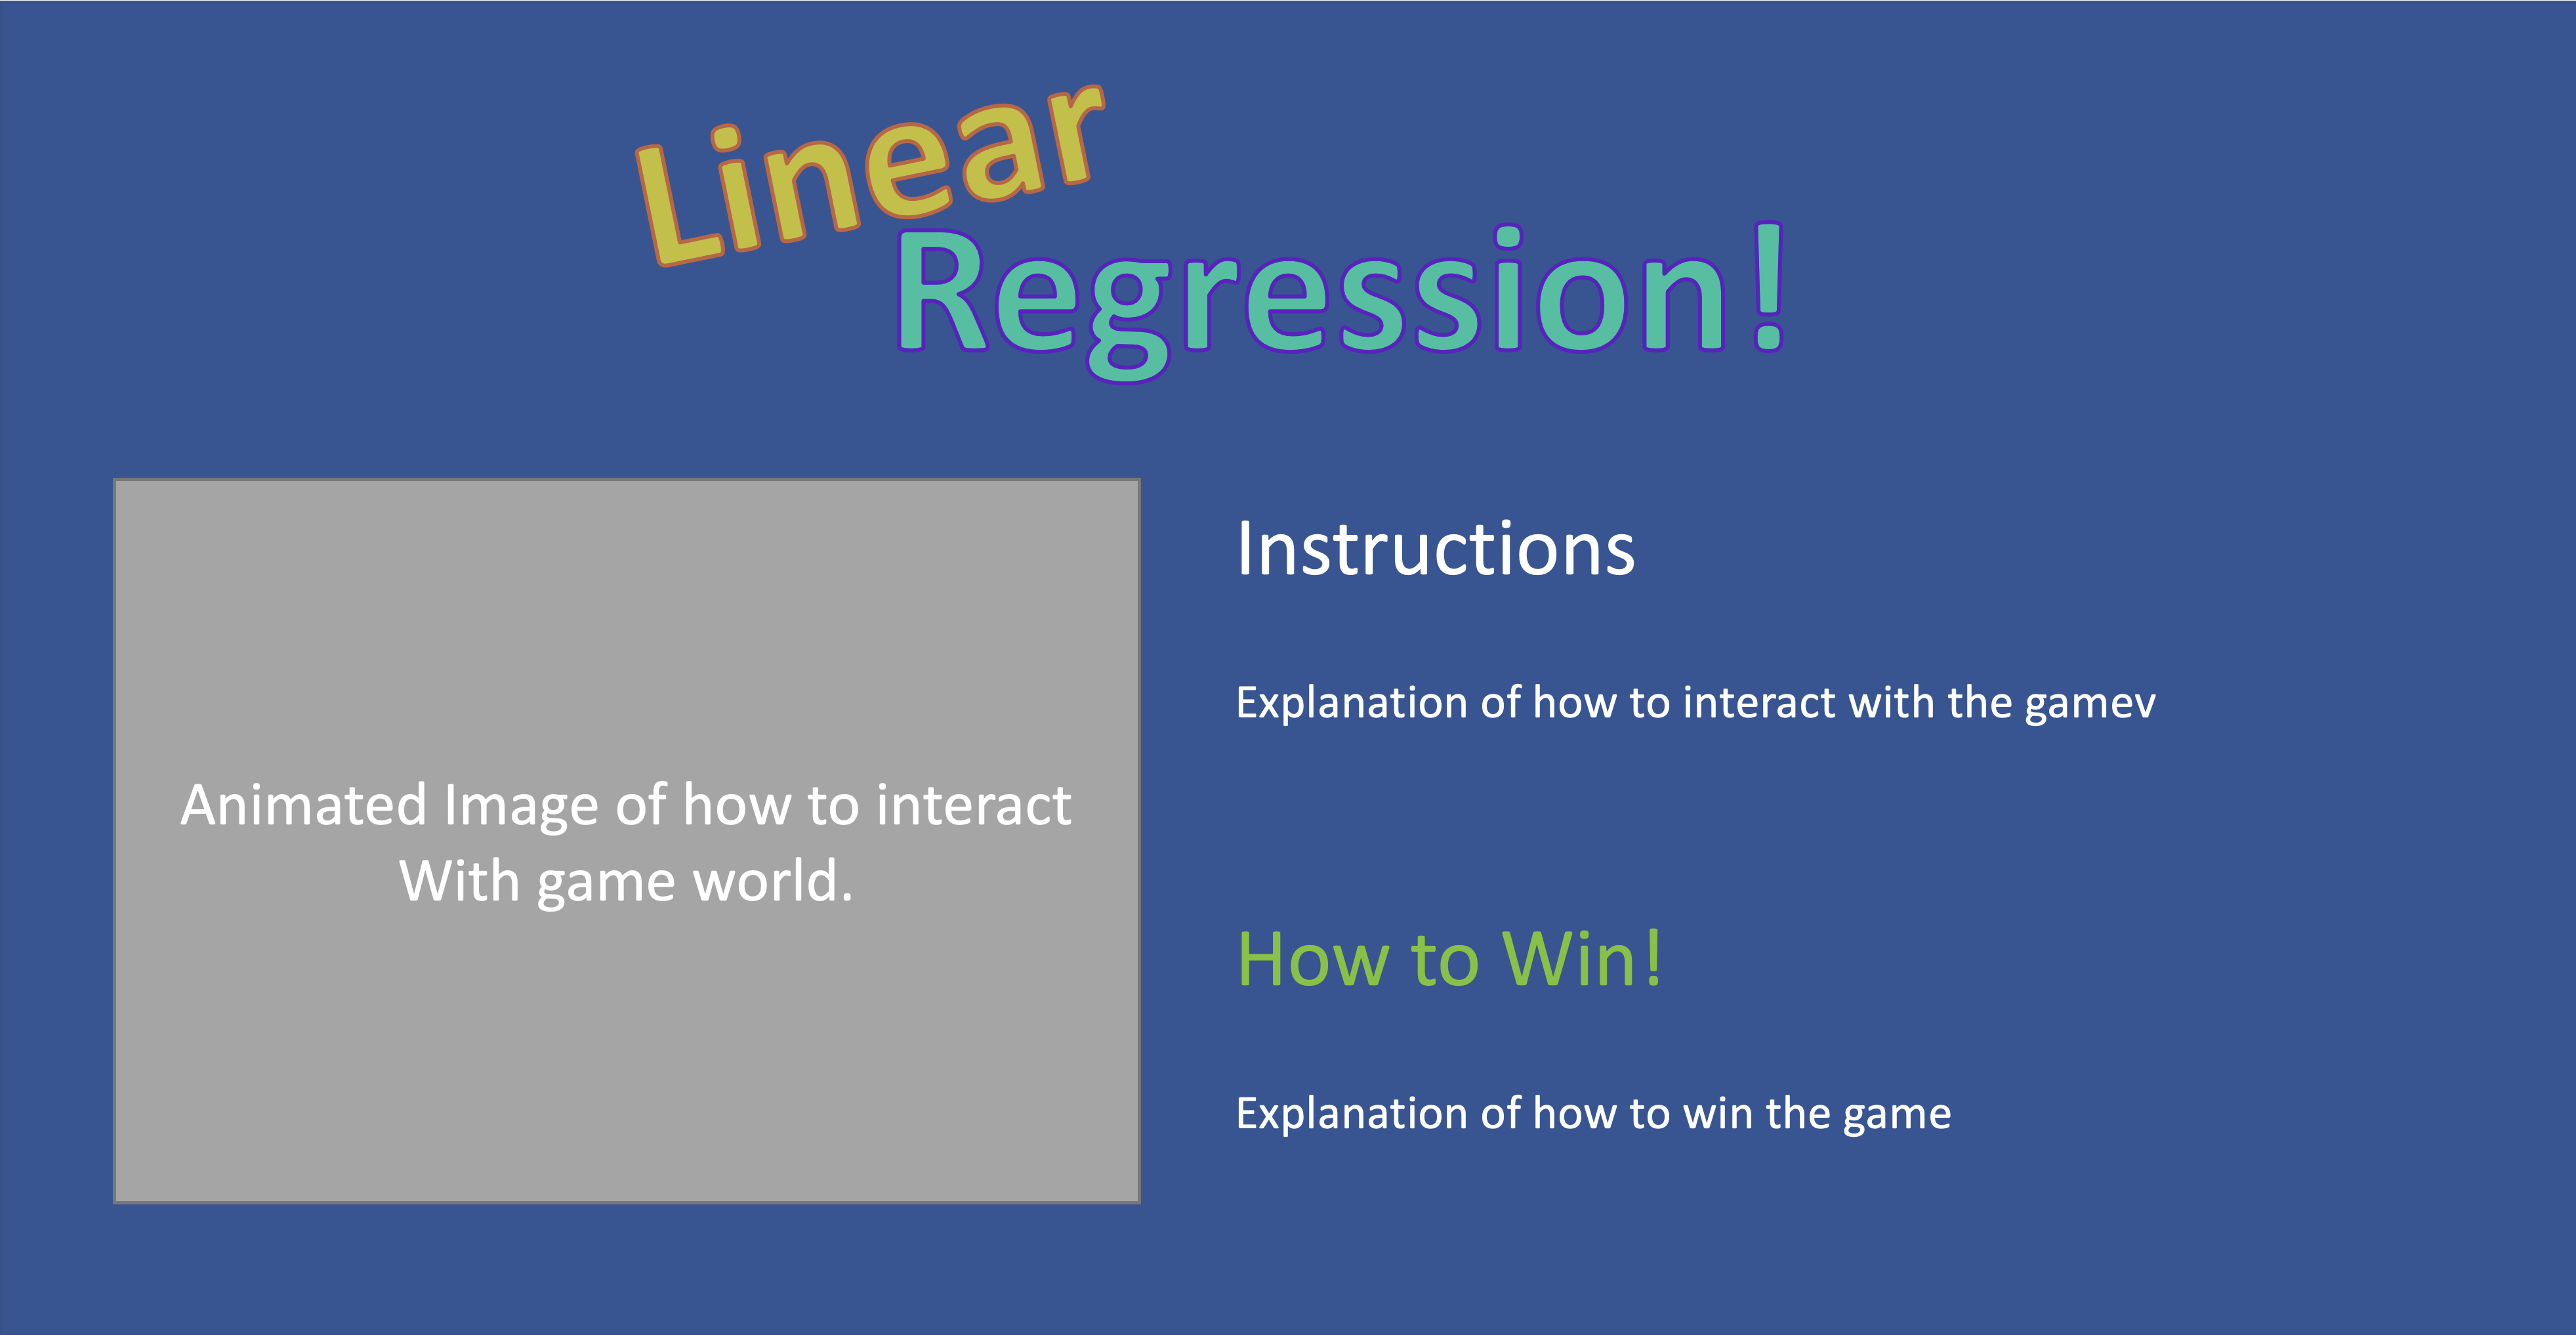 Linear
Regression!
Animated Image of how to interact
With game world.
Instructions
Explanation of how to interact with the gamev
How to Win!
Explanation of how to win the game